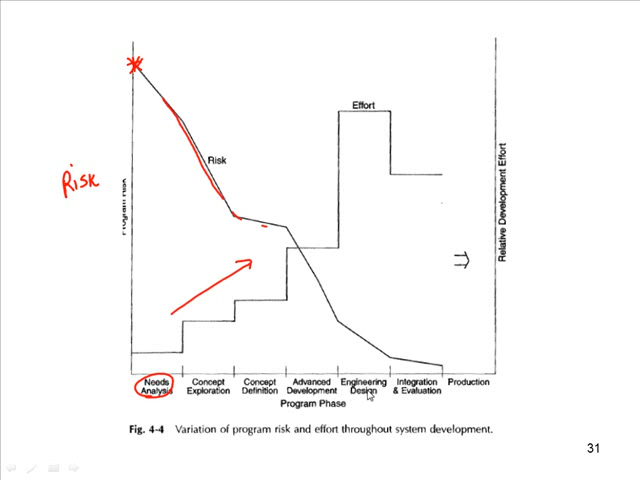 Effort
Risk
Risk
Program Risk
Relative Development Effort
Needs Analysis
Concept Exploration
Concept Definition
Advanced Development
Engineering Design
Integration & Evaluation
Production
Program Phase
Fig. 4-4 Variation of program risk and effort throughout system development.
31